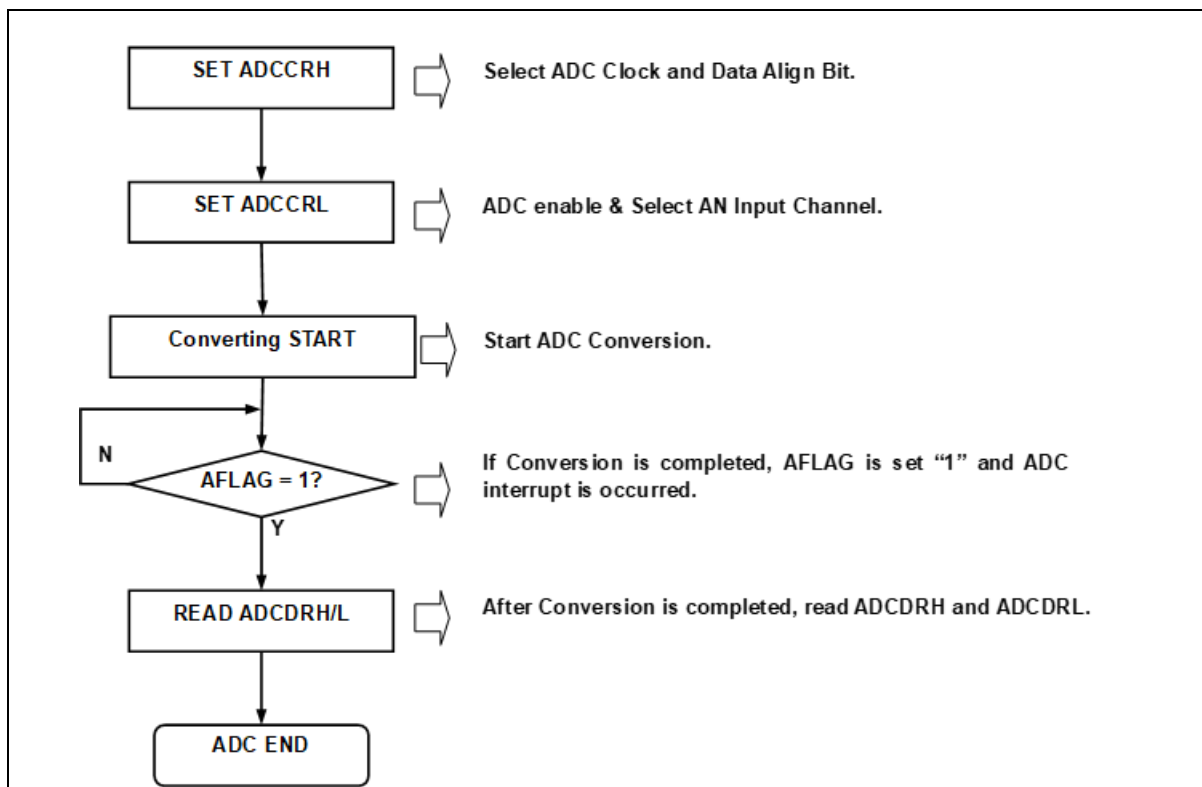 SET ADCCRH
Select ADC Clock and Data Align Bit.
SET ADCCRL
ADC enable & Select AN Input Channel.
Converting START
Start ADC Conversion.
N
AFLAG = 1?
If Conversion is completed, AFLAG is set “1” and ADC
interrupt is occurred.
Y
READ ADCDRH/L
After Conversion is completed, read ADCDRH and ADCDRL.
ADC END